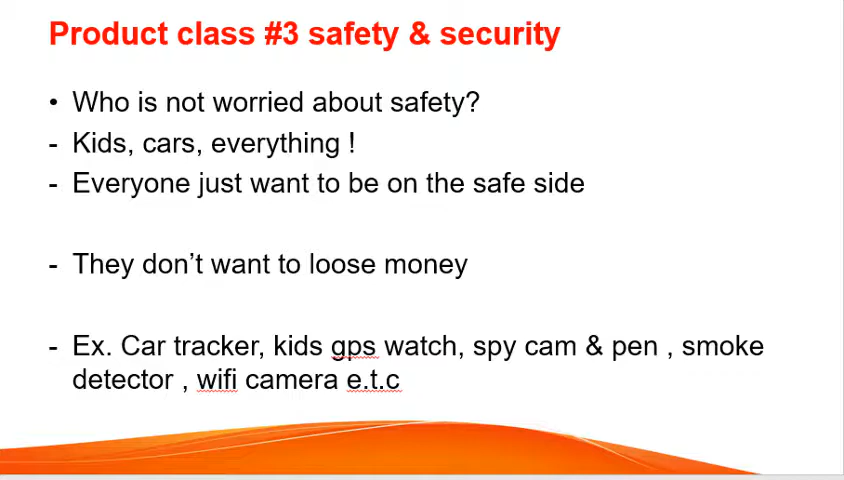 Product class #3 safety & security
• Who is not worried about safety?
- Kids, cars, everything !
- Everyone just want to be on the safe side
- They don’t want to loose money
- Ex. Car tracker, kids gps watch, spy cam & pen , smoke
detector , wifi camera e.t.c